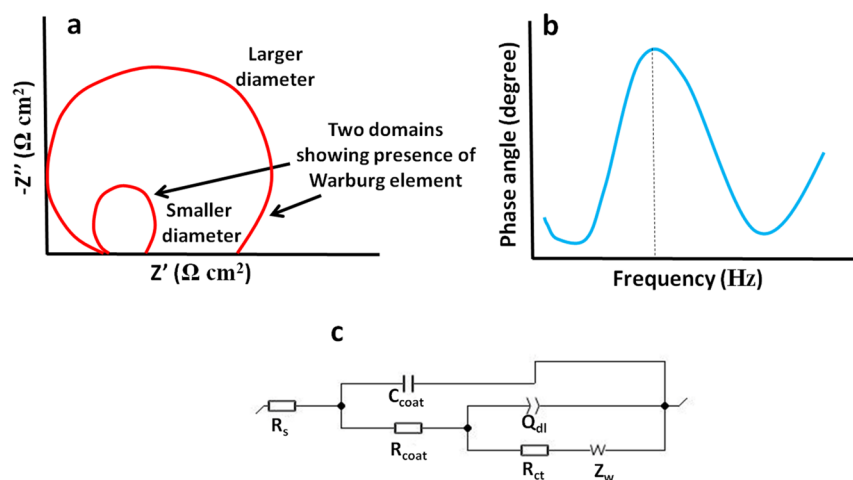 a
Larger
diameter
Two domains
showing presence of
Warburg element
Smaller
diameter
-Z'' (Ω cm²)
Z' (Ω cm²)
b
Phase angle (degree)
Frequency (Hz)
c
C_coat
R_s
Q_dl
R_coat
R_ct
Z_w
W